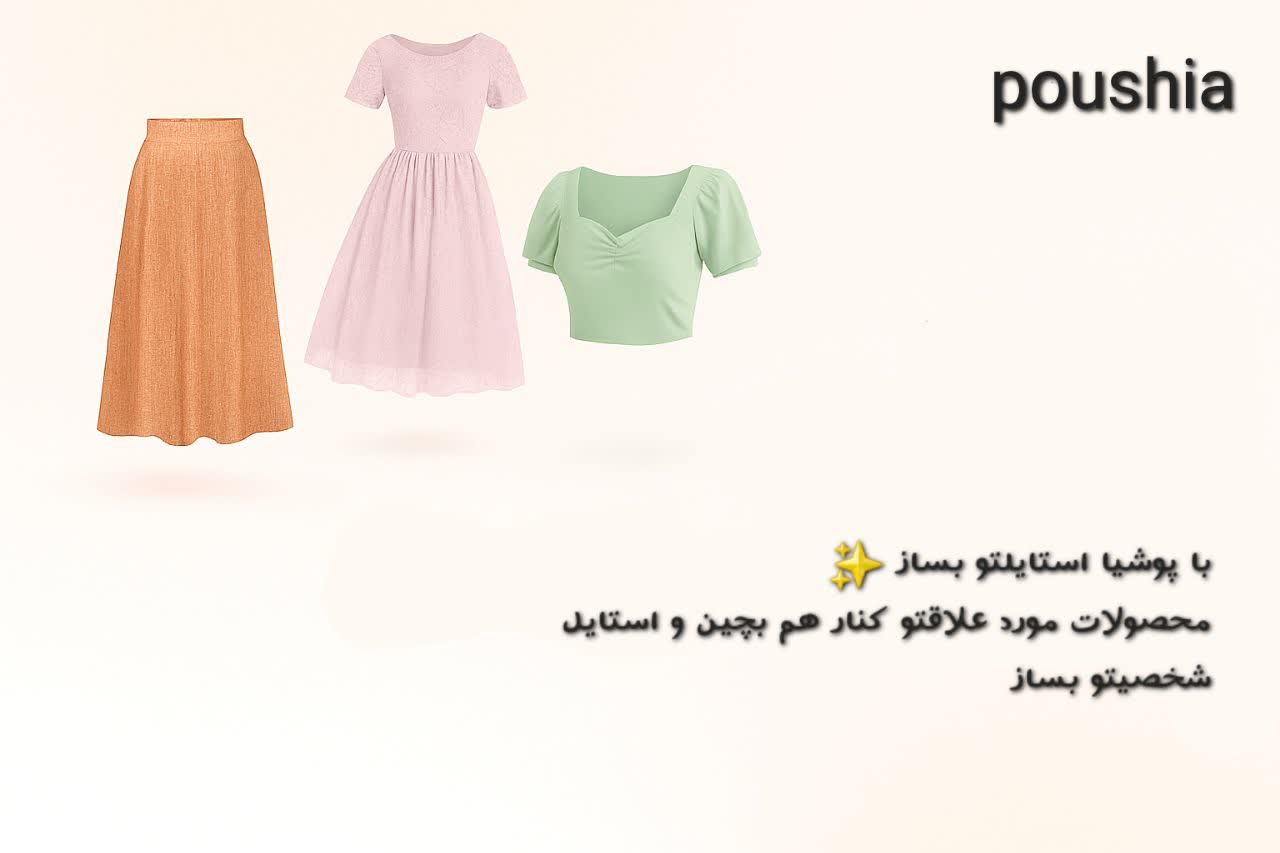 poushia
با پوشیا استایلتو بساز ✨
محصولات مورد علاقتو کنار هم بچین و استایل
شخصیتو بساز